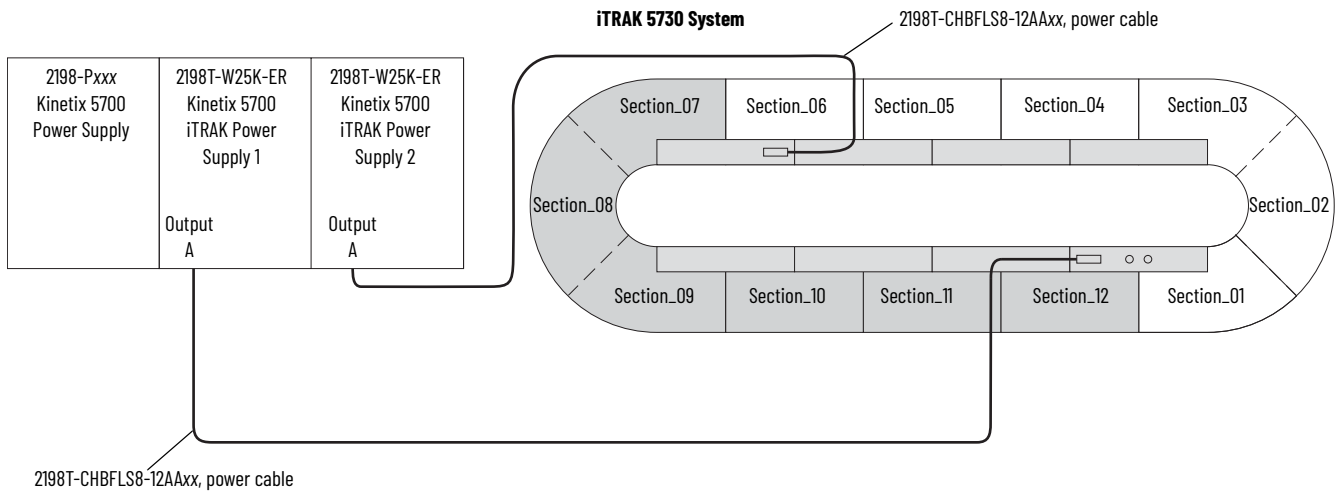 iTRAK 5730 System
2198T-CHBFLS8-12AAxx, power cable
2198-Pxxx
Kinetix 5700
Power Supply
2198T-W25K-ER
Kinetix 5700
iTRAK Power
Supply 1
2198T-W25K-ER
Kinetix 5700
iTRAK Power
Supply 2
Output
A
Output
A
Section_07
Section_06
Section_05
Section_04
Section_03
Section_08
Section_02
Section_09
Section_10
Section_11
Section_12
Section_01
2198T-CHBFLS8-12AAxx, power cable